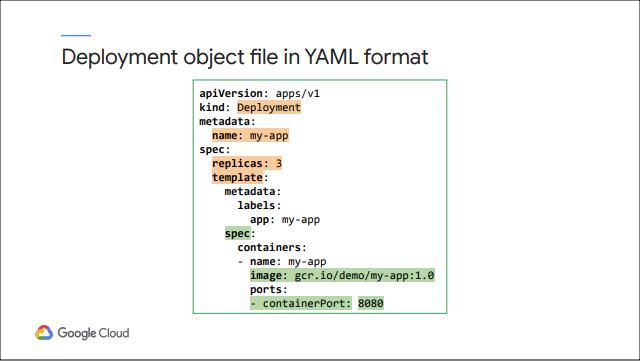 Deployment object file in YAML format
apiVersion: apps/v1
kind: Deployment
metadata:
  name: my-app
spec:
  replicas: 3
  template:
    metadata:
      labels:
        app: my-app
    spec:
      containers:
      - name: my-app
        image: gcr.io/demo/my-app:1.0
        ports:
        - containerPort: 8080
Google Cloud